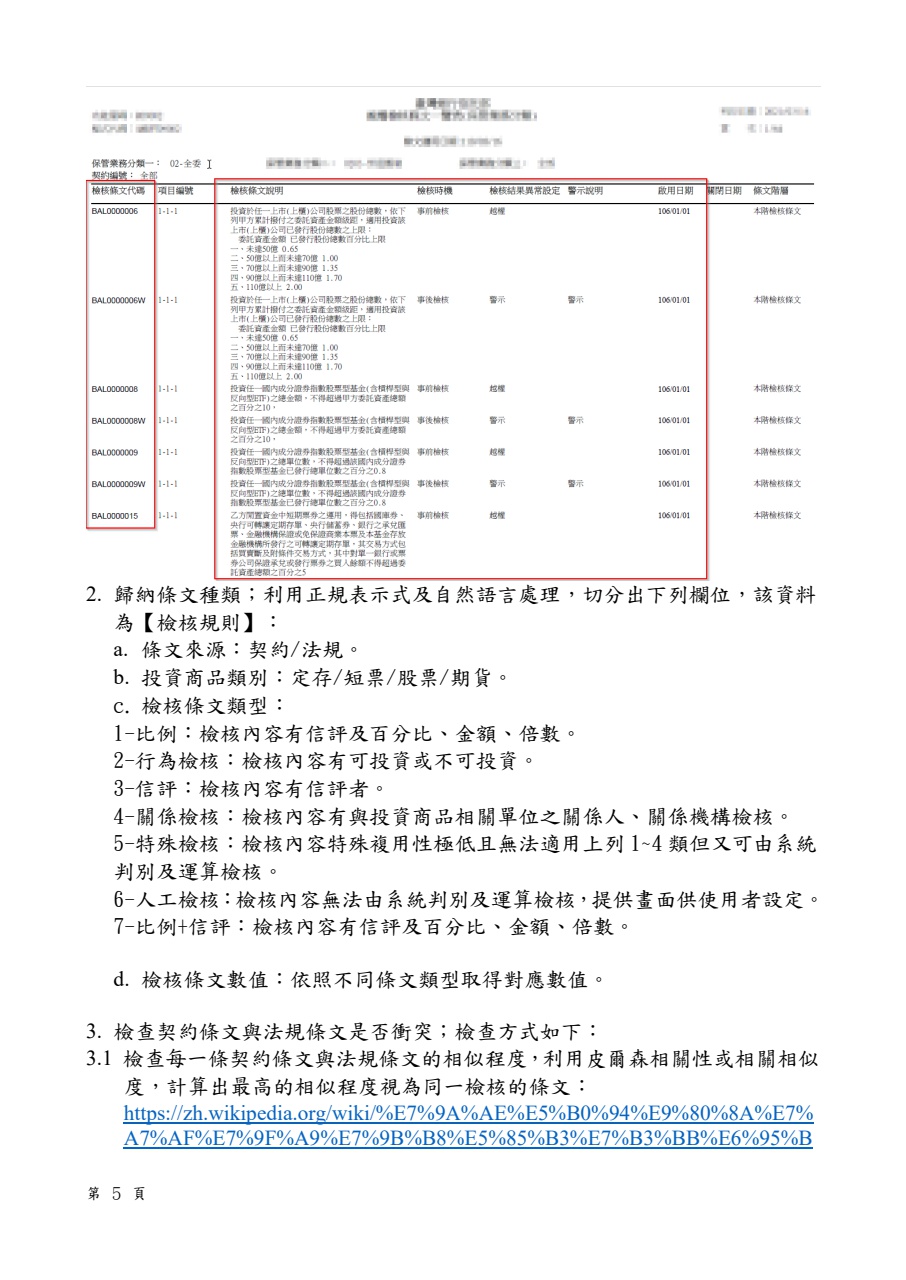 保管業務分類一： 02-全委
契約編號： 全部
檢核條文代碼 項目編號 檢核條文說明 檢核時機 檢核結果異常設定 警示說明 啟用日期 關閉日期 條文階層
BAL0000006 1-1-1 投資於任一上市(上櫃)公司股票之股份總數，依下 事前檢核 越權 106/01/01 本階檢核條文
列甲方累計撥付之委託資產金額級距，適用投資該
上市(上櫃)公司已發行股份總數之上限：
委託資產金額 已發行股份總數百分比上限
一、未達50億 0.65
二、50億以上而未達70億 1.00
三、70億以上而未達90億 1.35
四、90億以上而未達110億 1.70
五、110億以上 2.00
BAL0000006W 1-1-1 投資於任一上市(上櫃)公司股票之股份總數，依下 事後檢核 警示 警示 106/01/01 本階檢核條文
列甲方累計撥付之委託資產金額級距，適用投資該
上市(上櫃)公司已發行股份總數之上限：
委託資產金額 已發行股份總數百分比上限
一、未達50億 0.65
二、50億以上而未達70億 1.00
三、70億以上而未達90億 1.35
四、90億以上而未達110億 1.70
五、110億以上 2.00
BAL0000008 1-1-1 投資任一國內成分證券指數股票型基金(含槓桿型與 事前檢核 越權 106/01/01 本階檢核條文
反向型ETF)之總金額，不得超過甲方委託資產總額
之百分之10，
BAL0000008W 1-1-1 投資任一國內成分證券指數股票型基金(含槓桿型與 事後檢核 警示 警示 106/01/01 本階檢核條文
反向型ETF)之總金額，不得超過甲方委託資產總額
之百分之10，
BAL0000009 1-1-1 投資任一國內成分證券指數股票型基金(含槓桿型與 事前檢核 越權 106/01/01 本階檢核條文
反向型ETF)之總單位數，不得超過該國內成分證券
指數股票型基金已發行總單位數之百分之0.8
BAL0000009W 1-1-1 投資任一國內成分證券指數股票型基金(含槓桿型與 事後檢核 警示 警示 106/01/01 本階檢核條文
反向型ETF)之總單位數，不得超過該國內成分證券
指數股票型基金已發行總單位數之百分之0.8
BAL0000015 1-1-1 乙方閒置資金中短期票券之運用，得包括國庫券、 事前檢核 越權 106/01/01 本階檢核條文
央行可轉讓定期存單、央行儲蓄券、銀行之承兌匯
票、金融機構保證或免保證商業本票及本基金存放
金融機構所發行之可轉讓定期存單，其交易方式包
括買賣斷及附條件交易方式，其中對單一銀行或票
券公司保證承兌或發行票券之買入餘額不得超過委
託資產總額之百分之5
2. 歸納條文種類；利用正規表示式及自然語言處理，切分出下列欄位，該資料
為【檢核規則】：
a. 條文來源：契約/法規。
b. 投資商品類別：定存/短票/股票/期貨。
c. 檢核條文類型：
1-比例：檢核內容有信評及百分比、金額、倍數。
2-行為檢核：檢核內容有可投資或不可投資。
3-信評：檢核內容有信評者。
4-關係檢核：檢核內容有與投資商品相關單位之關係人、關係機構檢核。
5-特殊檢核：檢核內容特殊複用性極低且無法適用上列 1~4 類但又可由系統
判別及運算檢核。
6-人工檢核：檢核內容無法由系統判別及運算檢核，提供畫面供使用者設定。
7-比例+信評：檢核內容有信評及百分比、金額、倍數。
d. 檢核條文數值：依照不同條文類型取得對應數值。
3. 檢查契約條文與法規條文是否衝突；檢查方式如下：
3.1 檢查每一條契約條文與法規條文的相似程度，利用皮爾森相關性或相關相似
度，計算出最高的相似程度視為同一檢核的條文：
https://zh.wikipedia.org/wiki/%E7%9A%AE%E5%B0%94%E9%80%8A%E7%
A7%AF%E7%9F%A9%E7%9B%B8%E5%85%B3%E7%B3%BB%E6%95%B
第 5 頁